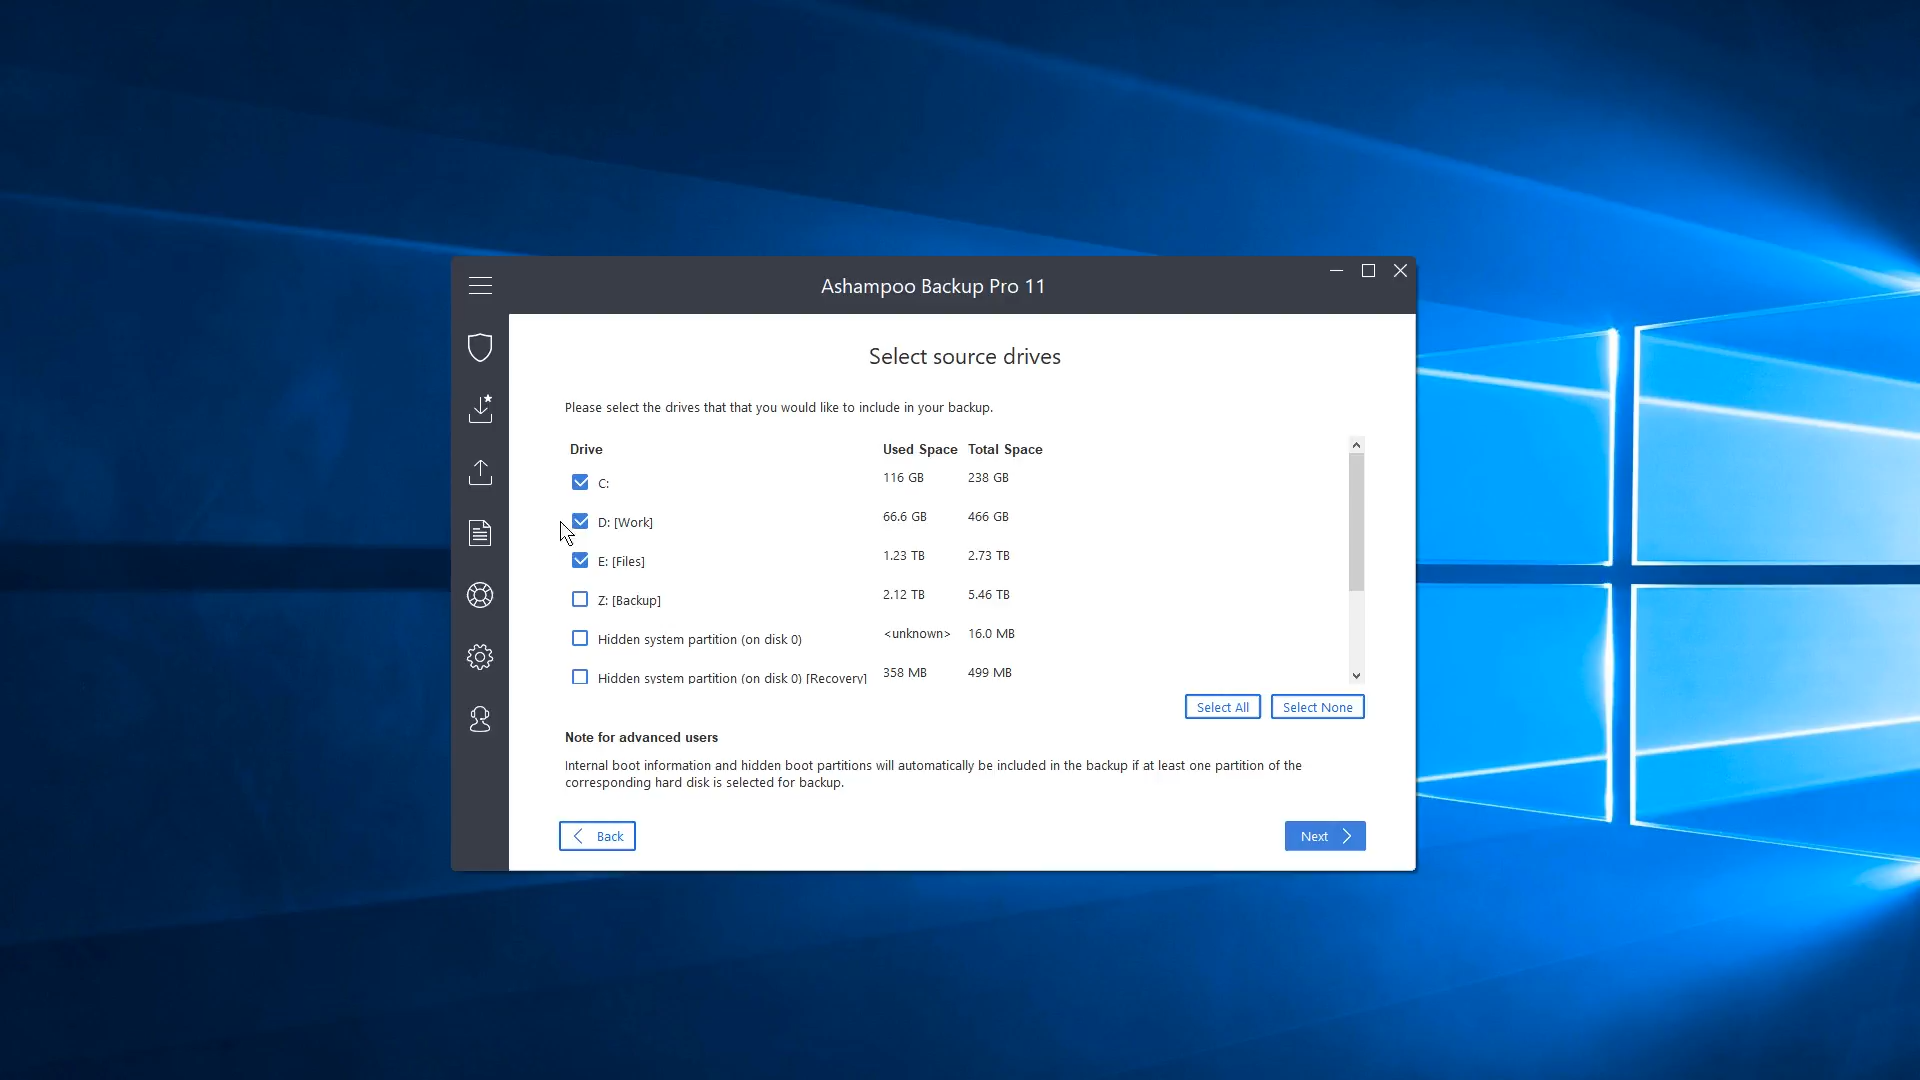 Ashampoo Backup Pro 11
Select source drives
Please select the drives that that you would like to include in your backup.
Drive Used Space Total Space
C: 116 GB 238 GB
D: [Work] 66.6 GB 466 GB
E: [Files] 1.23 TB 2.73 TB
Z: [Backup] 2.12 TB 5.46 TB
Hidden system partition (on disk 0) <unknown> 16.0 MB
Hidden system partition (on disk 0) [Recovery] 358 MB 499 MB
Select All Select None
Note for advanced users
Internal boot information and hidden boot partitions will automatically be included in the backup if at least one partition of the
corresponding hard disk is selected for backup.
Back Next